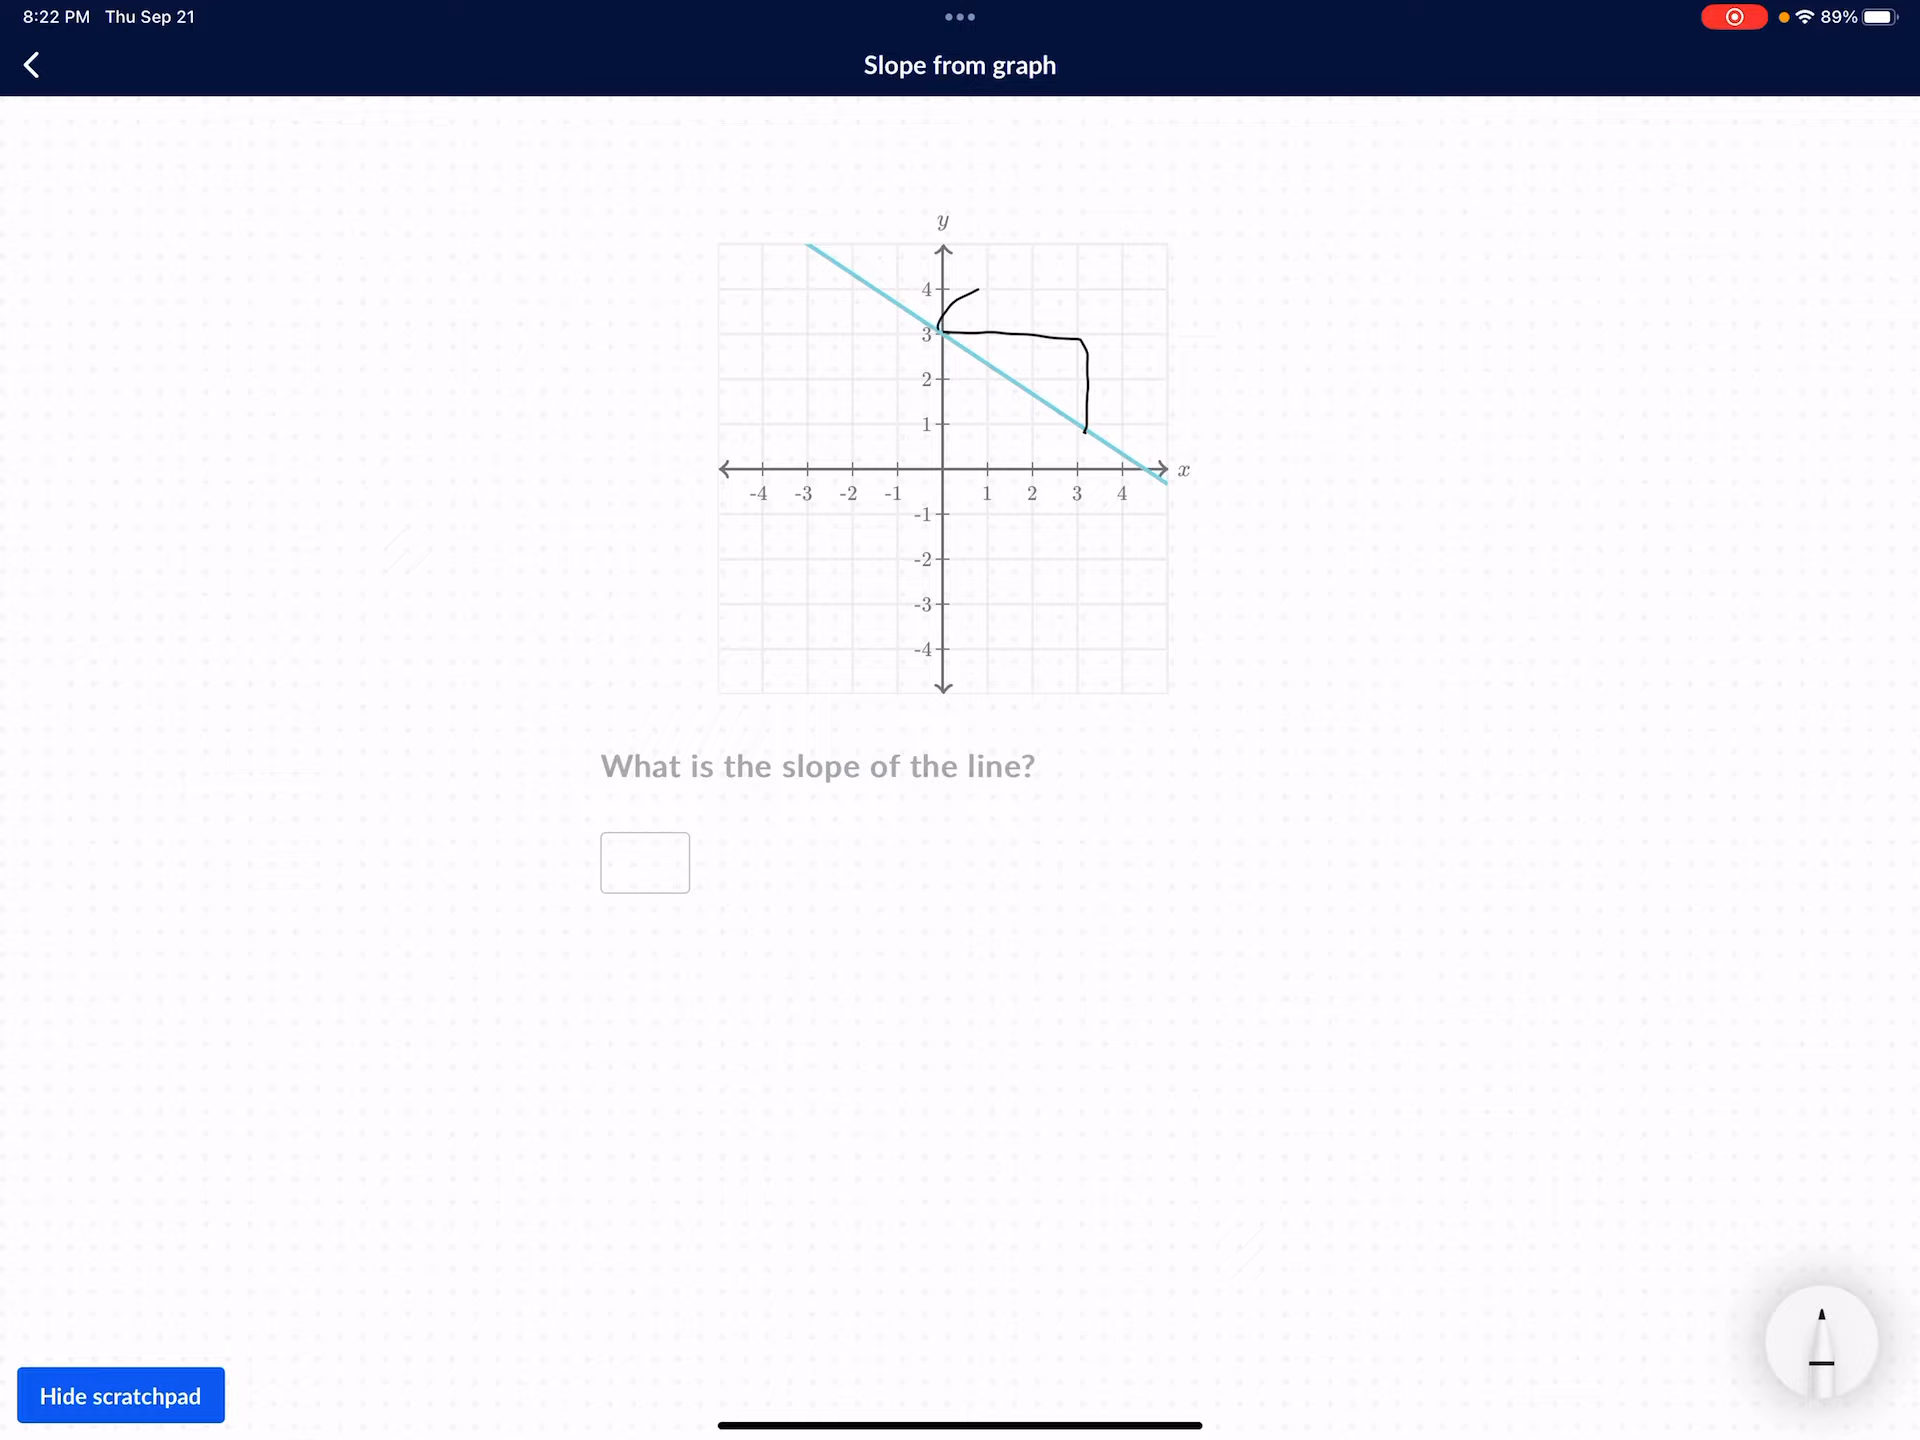 8:22 PM Thu Sep 21
89%
Slope from graph
y
4
3
2
1
x
-4 -3 -2 -1 1 2 3 4
-1
-2
-3
-4
What is the slope of the line?
Hide scratchpad